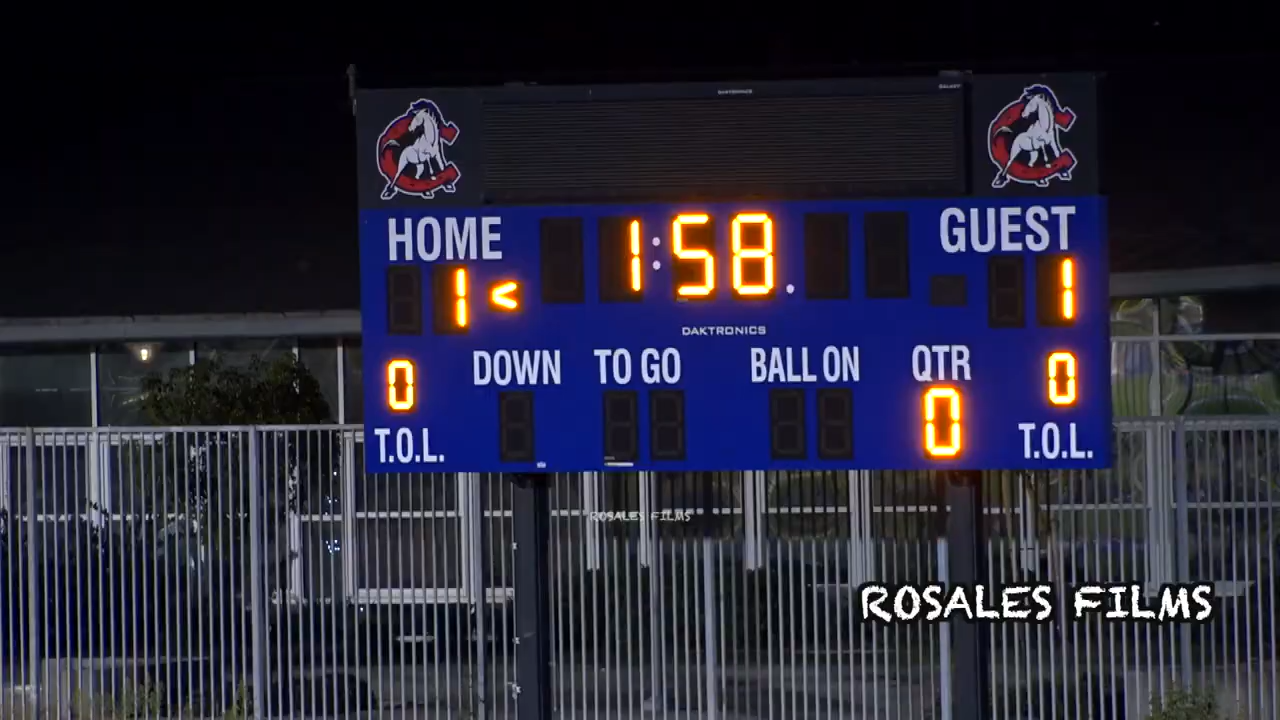 DAKTRONICS
GALAXY
HOME 1:58. GUEST
1 < 1
DAKTRONICS
DOWN TO GO BALL ON QTR
0 0 0
T.O.L. T.O.L.
ROSALES FILMS
ROSALES FILMS